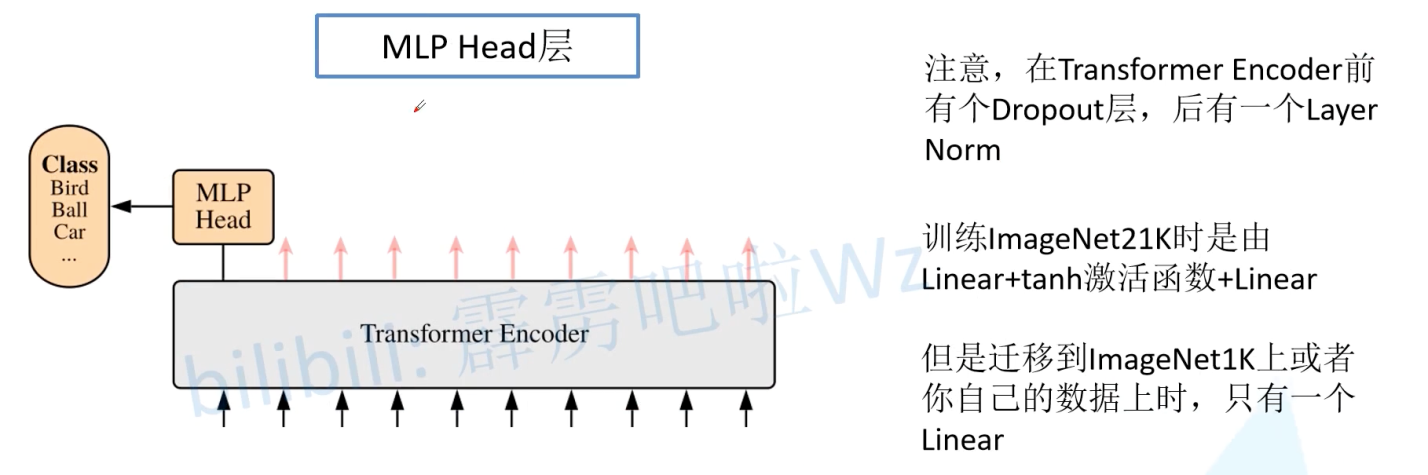 MLP Head层
Class
Bird
Ball
Car
...
MLP
Head
Transformer Encoder
注意，在Transformer Encoder前
有个Dropout层，后有一个Layer
Norm
训练ImageNet21K时是由
Linear+tanh激活函数+Linear
但是迁移到ImageNet1K上或者
你自己的数据上时，只有一个
Linear
bilibili: 霹雳吧啦Wz